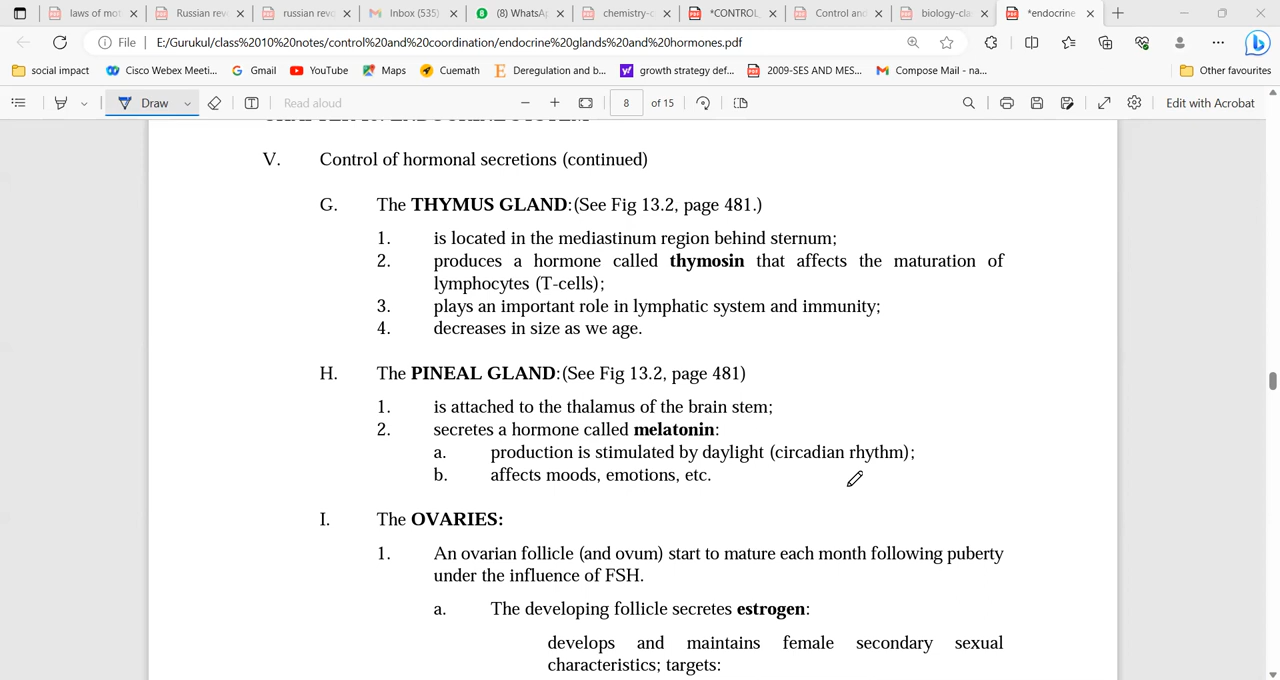 laws of mot
Russian rev
russian revo
Inbox (535)
(8) WhatsAp
chemistry-c
*CONTROL
Control and
biology-cla
*endocrine
File E:/Gurukul/class%2010%20notes/control%20and%20coordination/endocrine%20glands%20and%20hormones.pdf
social impact Cisco Webex Meeti... Gmail YouTube Maps Cuemath Deregulation and b... growth strategy def... 2009-SES AND MES... Compose Mail - na... Other favourites
Draw Read aloud 8 of 15 Edit with Acrobat
V. Control of hormonal secretions (continued)
G. The THYMUS GLAND:(See Fig 13.2, page 481.)
1. is located in the mediastinum region behind sternum;
2. produces a hormone called thymosin that affects the maturation of
lymphocytes (T-cells);
3. plays an important role in lymphatic system and immunity;
4. decreases in size as we age.
H. The PINEAL GLAND:(See Fig 13.2, page 481)
1. is attached to the thalamus of the brain stem;
2. secretes a hormone called melatonin:
a. production is stimulated by daylight (circadian rhythm);
b. affects moods, emotions, etc.
I. The OVARIES:
1. An ovarian follicle (and ovum) start to mature each month following puberty
under the influence of FSH.
a. The developing follicle secretes estrogen:
develops and maintains female secondary sexual
characteristics; targets: